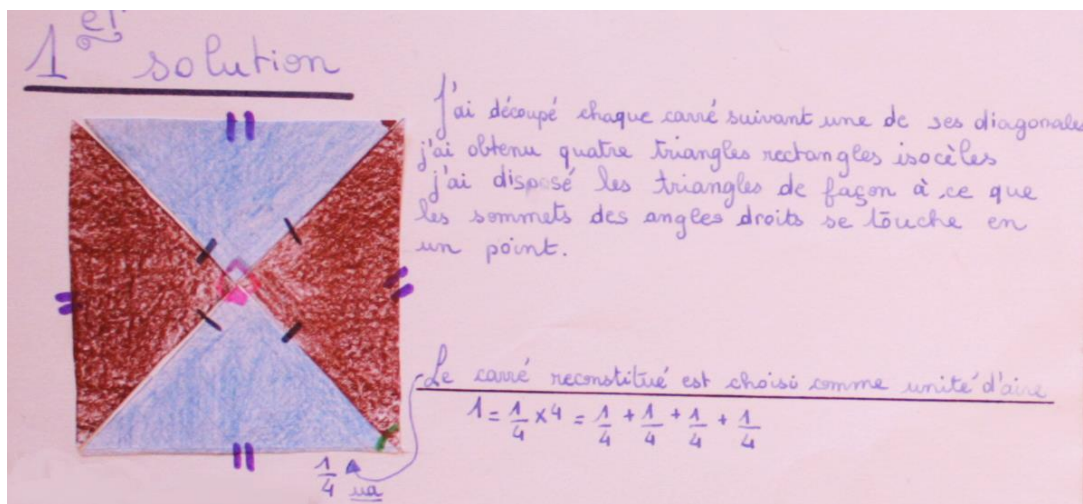 1er solution
J'ai découpé chaque carré suivant une de ses diagonales
j'ai obtenu quatre triangles rectangles isocèles
j'ai disposé les triangles de façon à ce que
les sommets des angles droits se touche en
un point.
Le carré reconstitué est choisi comme unité d'aire
1 = 1/4 × 4 = 1/4 + 1/4 + 1/4 + 1/4
1/4 ua